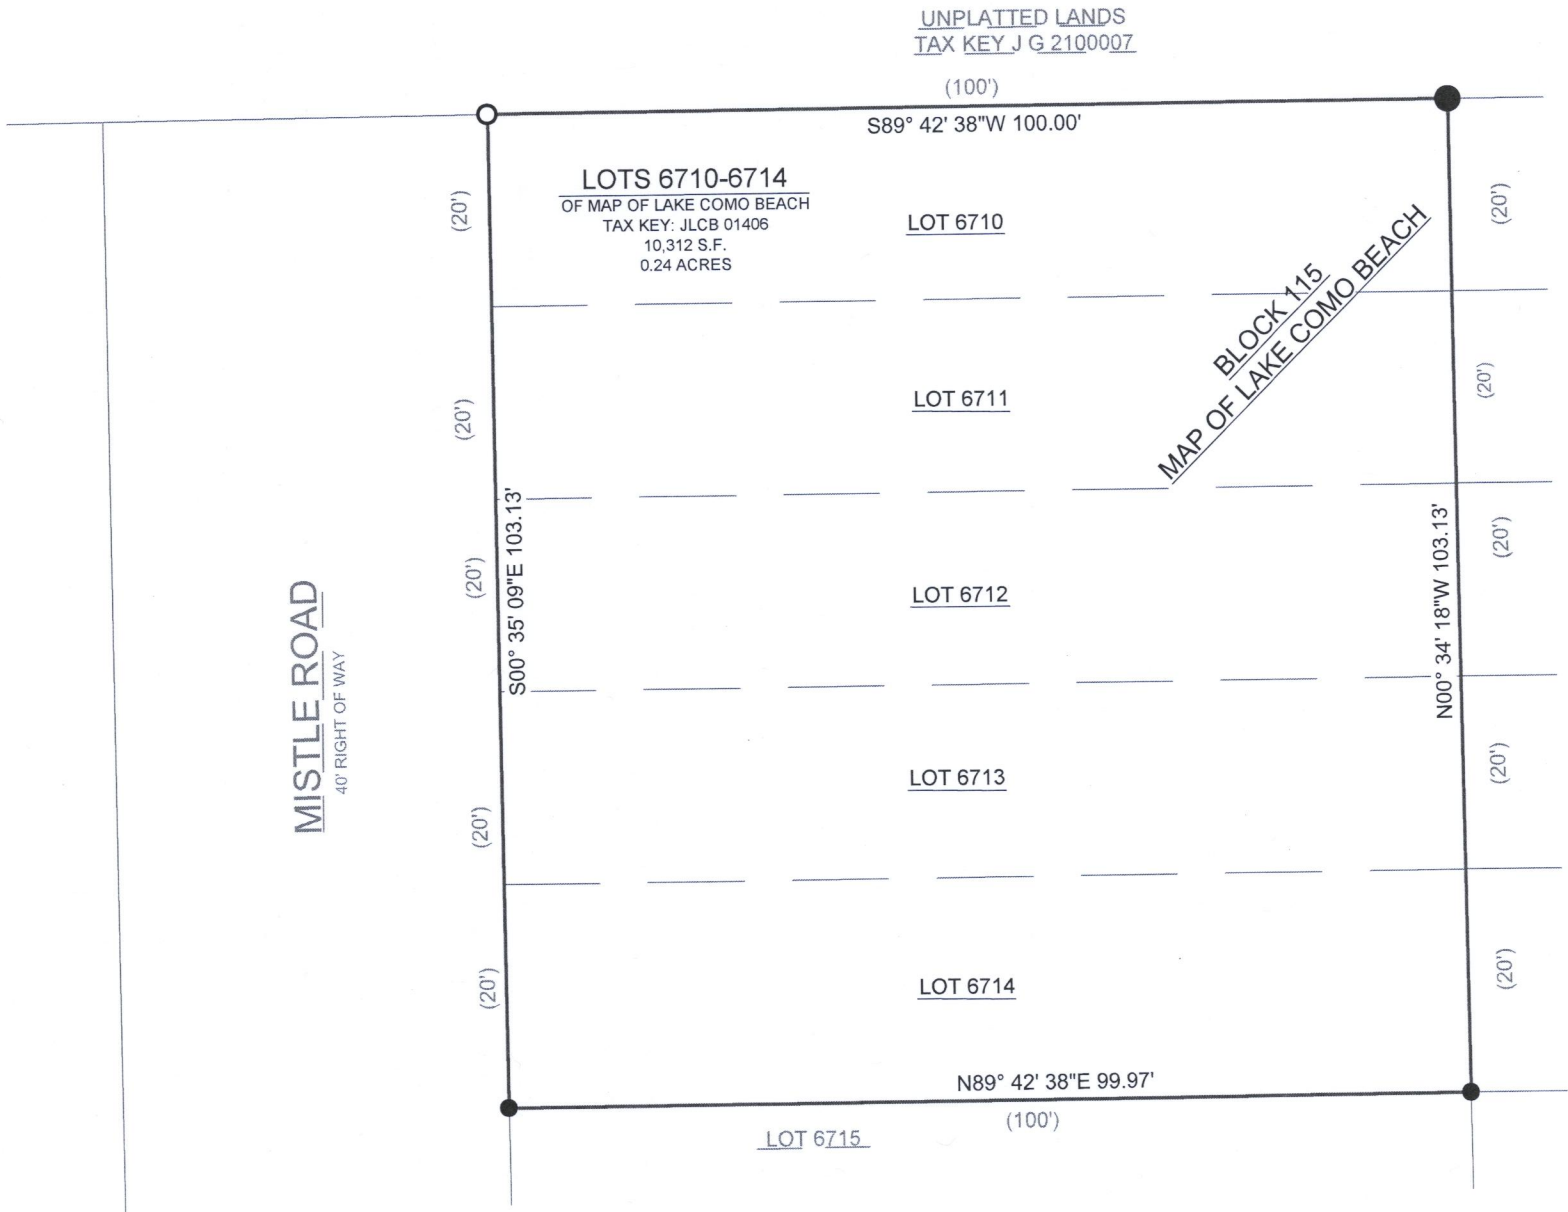 UNPLATTED LANDS
TAX KEY J G 2100007
(100')
S89° 42' 38"W 100.00'
LOTS 6710-6714
OF MAP OF LAKE COMO BEACH
TAX KEY: JLCB 01406
10,312 S.F.
0.24 ACRES
(20')
LOT 6710
(20')
BLOCK 115
MAP OF LAKE COMO BEACH
(20')
LOT 6711
(20')
S00° 35' 09"E 103.13'
N00° 34' 18"W 103.13'
(20')
LOT 6712
(20')
MISTLE ROAD
40' RIGHT OF WAY
(20')
LOT 6713
(20')
(20')
LOT 6714
(20')
N89° 42' 38"E 99.97'
(100')
LOT 6715